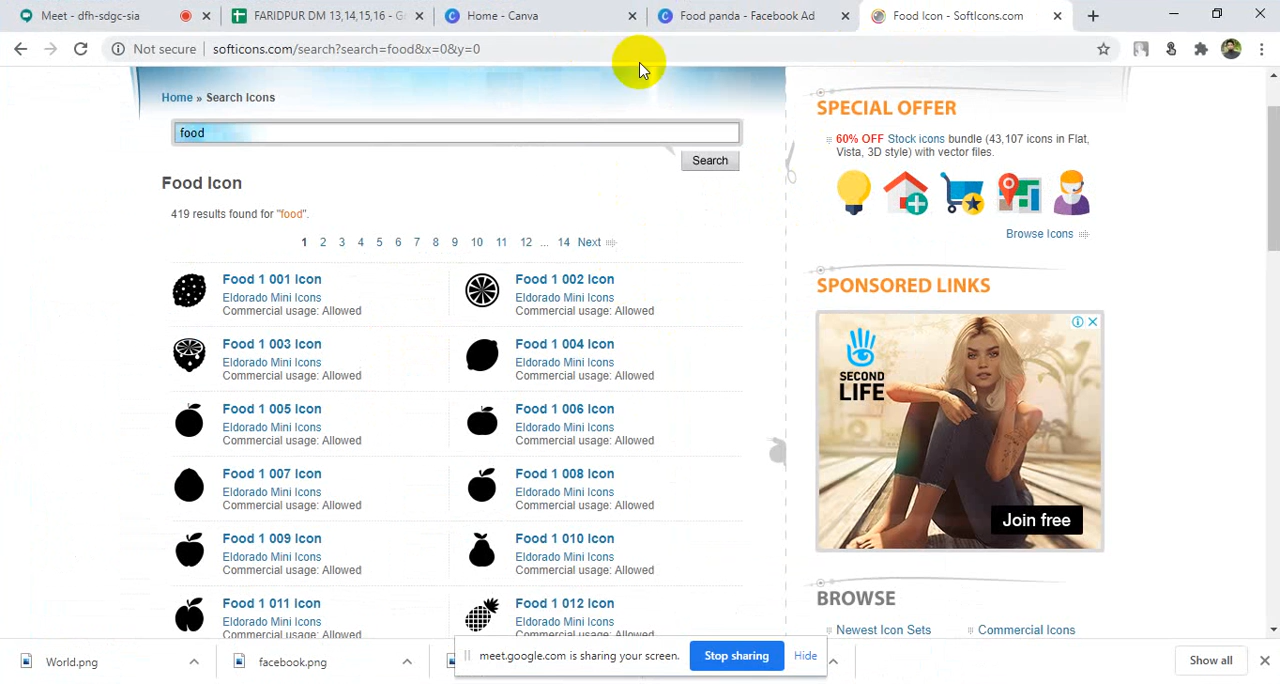 Meet - dfh-sdgc-sia
FARIDPUR DM 13,14,15,16 - G
Home - Canva
Food panda - Facebook Ad
Food Icon - SoftIcons.com
Not secure
softicons.com/search?search=food&x=0&y=0
Home » Search Icons
food
Search
Food Icon
419 results found for "food".
1 2 3 4 5 6 7 8 9 10 11 12 ... 14 Next
Food 1 001 Icon
Eldorado Mini Icons
Commercial usage: Allowed
Food 1 002 Icon
Eldorado Mini Icons
Commercial usage: Allowed
Food 1 003 Icon
Eldorado Mini Icons
Commercial usage: Allowed
Food 1 004 Icon
Eldorado Mini Icons
Commercial usage: Allowed
Food 1 005 Icon
Eldorado Mini Icons
Commercial usage: Allowed
Food 1 006 Icon
Eldorado Mini Icons
Commercial usage: Allowed
Food 1 007 Icon
Eldorado Mini Icons
Commercial usage: Allowed
Food 1 008 Icon
Eldorado Mini Icons
Commercial usage: Allowed
Food 1 009 Icon
Eldorado Mini Icons
Commercial usage: Allowed
Food 1 010 Icon
Eldorado Mini Icons
Commercial usage: Allowed
Food 1 011 Icon
Eldorado Mini Icons
Commercial usage: Allowed
Food 1 012 Icon
Eldorado Mini Icons
Commercial usage: Allowed
SPECIAL OFFER
60% OFF Stock icons bundle (43,107 icons in Flat,
Vista, 3D style) with vector files.
Browse Icons
SPONSORED LINKS
SECOND
LIFE
Join free
BROWSE
Newest Icon Sets
Commercial Icons
World.png
facebook.png
meet.google.com is sharing your screen.
Stop sharing
Hide
Show all